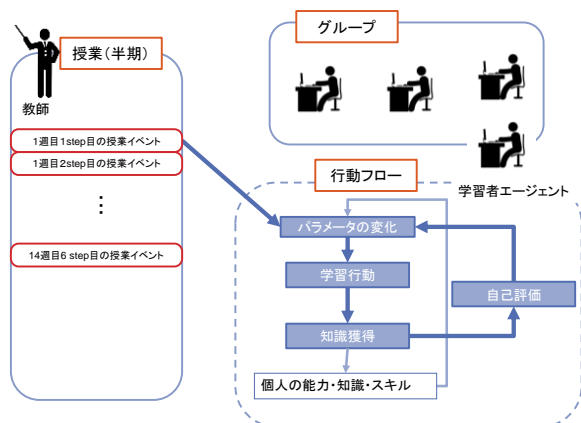 授業(半期)
教師
1週目1step目の授業イベント
1週目2step目の授業イベント
⋮
14週目6 step目の授業イベント
グループ
学習者エージェント
行動フロー
パラメータの変化
学習行動
知識獲得
自己評価
個人の能力・知識・スキル